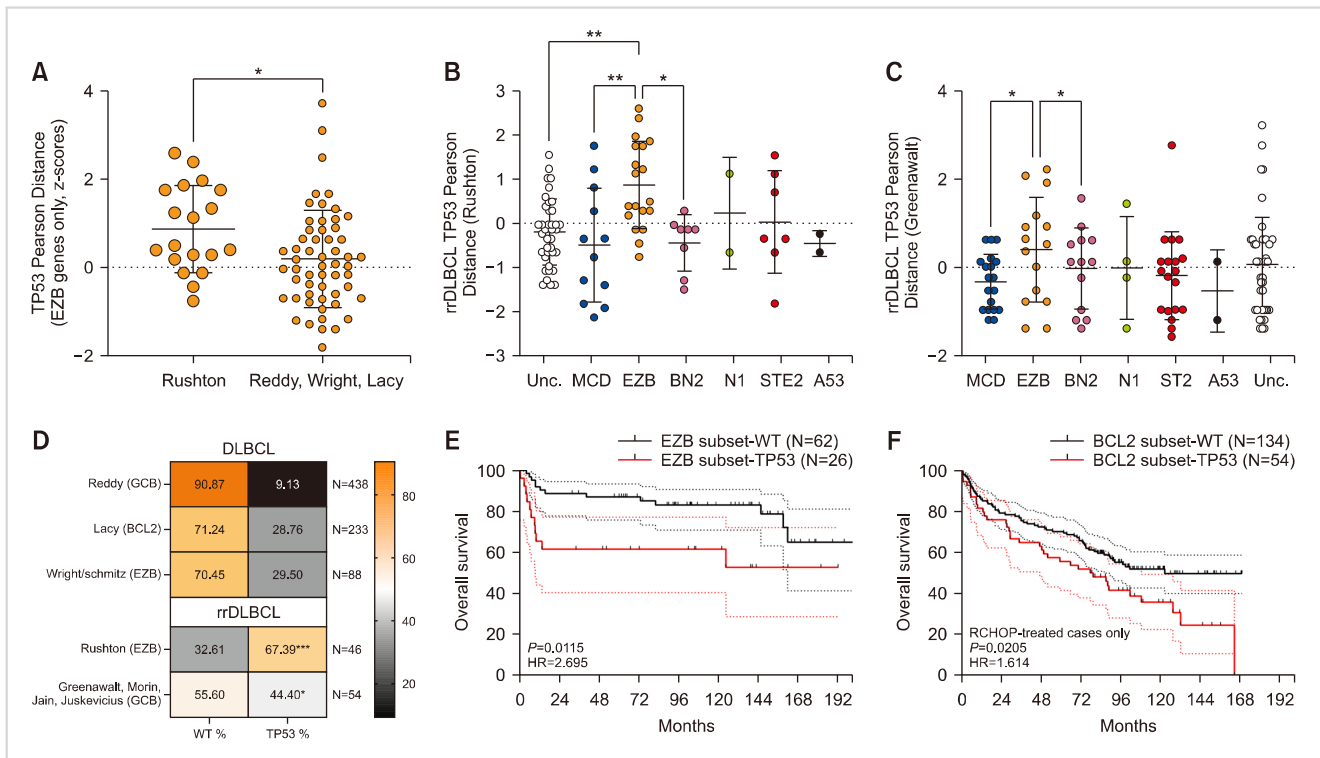 A
*
TP53 Pearson Distance
(EZB genes only, z-scores)
4
2
0
−2
Rushton
Reddy, Wright, Lacy
B
**
**
*
rrDLBCL TP53 Pearson
Distance (Rushton)
4
3
2
1
0
−1
−2
−3
Unc.
MCD
EZB
BN2
N1
STE2
A53
C
*
*
rrDLBCL TP53 Pearson
Distance (Greenawalt)
4
2
0
−2
MCD
EZB
BN2
N1
ST2
A53
Unc.
D
DLBCL
Reddy (GCB) 90.87 9.13 N=438
Lacy (BCL2) 71.24 28.76 N=233
Wright/schmitz (EZB) 70.45 29.50 N=88
rrDLBCL
Rushton (EZB) 32.61 67.39*** N=46
Greenawalt, Morin,
Jain, Juskevicius (GCB) 55.60 44.40* N=54
WT %
TP53 %
80
60
40
20
E
EZB subset-WT (N=62)
EZB subset-TP53 (N=26)
Overall survival
100
80
60
40
20
0
P=0.0115
HR=2.695
0 24 48 72 96 120 144 168 192
Months
F
BCL2 subset-WT (N=134)
BCL2 subset-TP53 (N=54)
Overall survival
100
80
60
40
20
0
RCHOP-treated cases only
P=0.0205
HR=1.614
0 24 48 72 96 120 144 168 192
Months